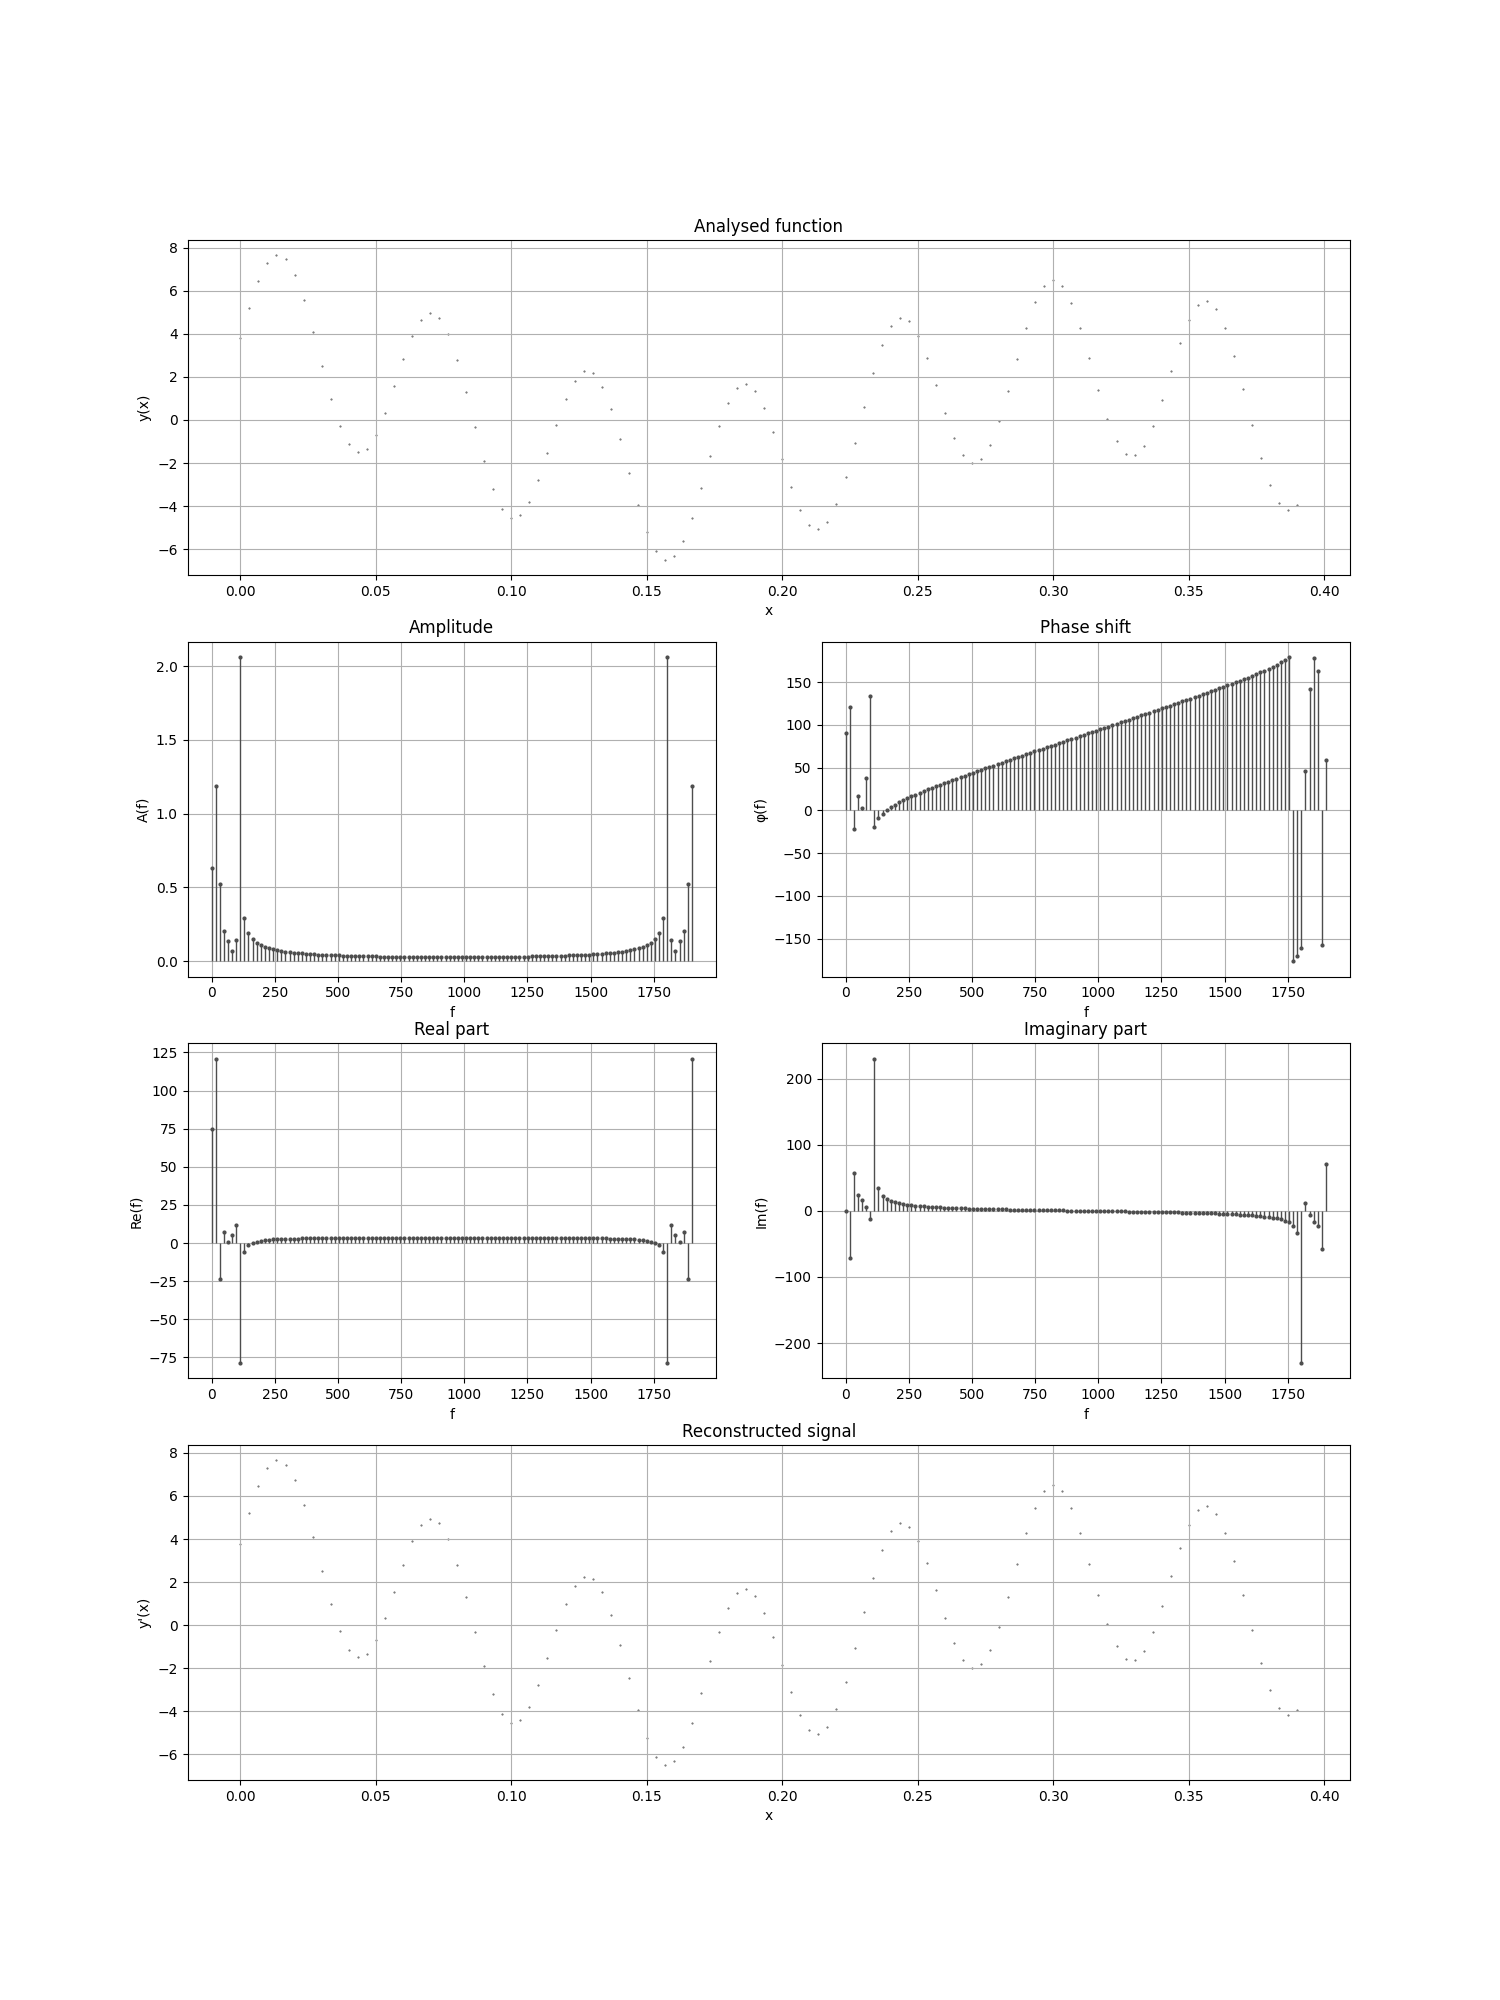 Analysed function
8
6
4
2
0
−2
−4
−6
y(x)
0.00 0.05 0.10 0.15 0.20 0.25 0.30 0.35 0.40
x
Amplitude
2.0
1.5
1.0
0.5
0.0
A(f)
0 250 500 750 1000 1250 1500 1750
f
Phase shift
150
100
50
0
−50
−100
−150
φ(f)
0 250 500 750 1000 1250 1500 1750
f
Real part
125
100
75
50
25
0
−25
−50
−75
Re(f)
0 250 500 750 1000 1250 1500 1750
f
Imaginary part
200
100
0
−100
−200
Im(f)
0 250 500 750 1000 1250 1500 1750
f
Reconstructed signal
8
6
4
2
0
−2
−4
−6
y'(x)
0.00 0.05 0.10 0.15 0.20 0.25 0.30 0.35 0.40
x